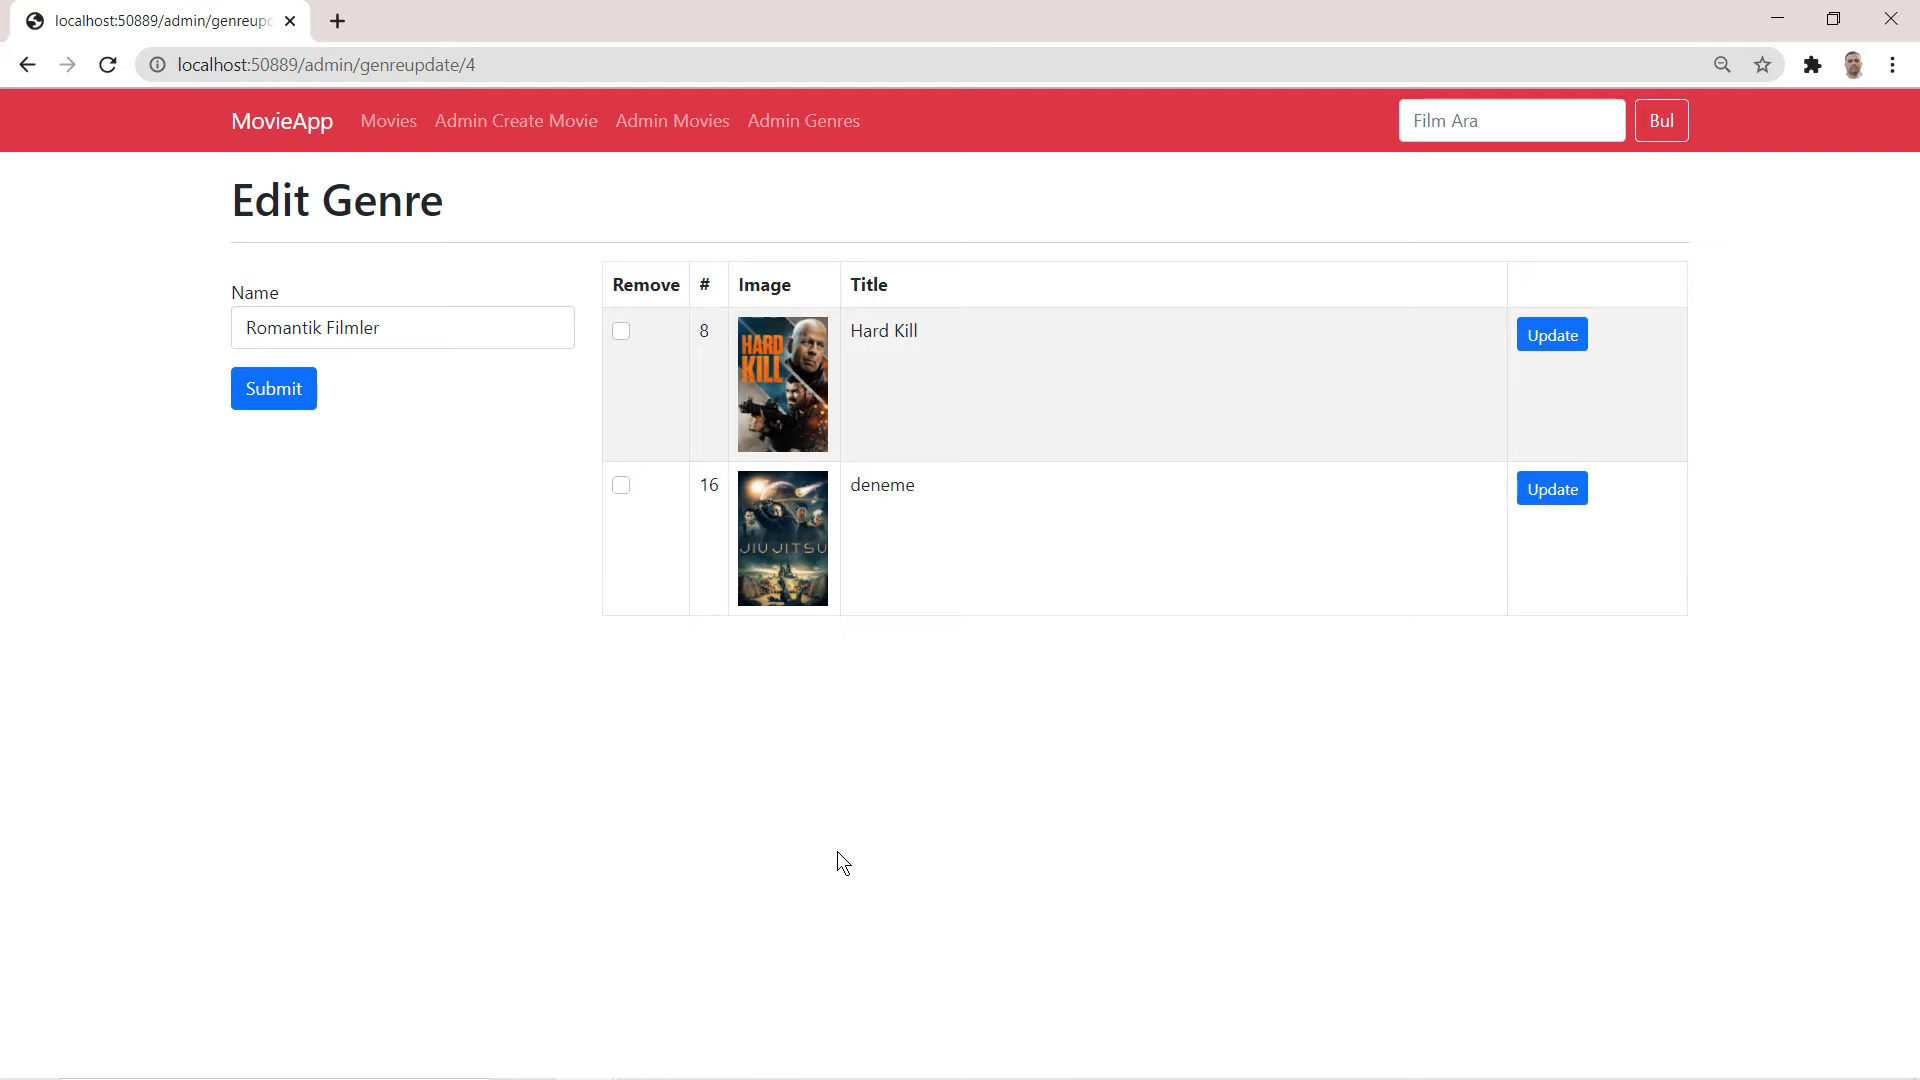 localhost:50889/admin/genreupd
localhost:50889/admin/genreupdate/4
MovieApp Movies Admin Create Movie Admin Movies Admin Genres Film Ara Bul
Edit Genre
Name
Romantik Filmler
Submit
Remove # Image Title
8 HARD KILL Hard Kill Update
16 JIU JITSU deneme Update